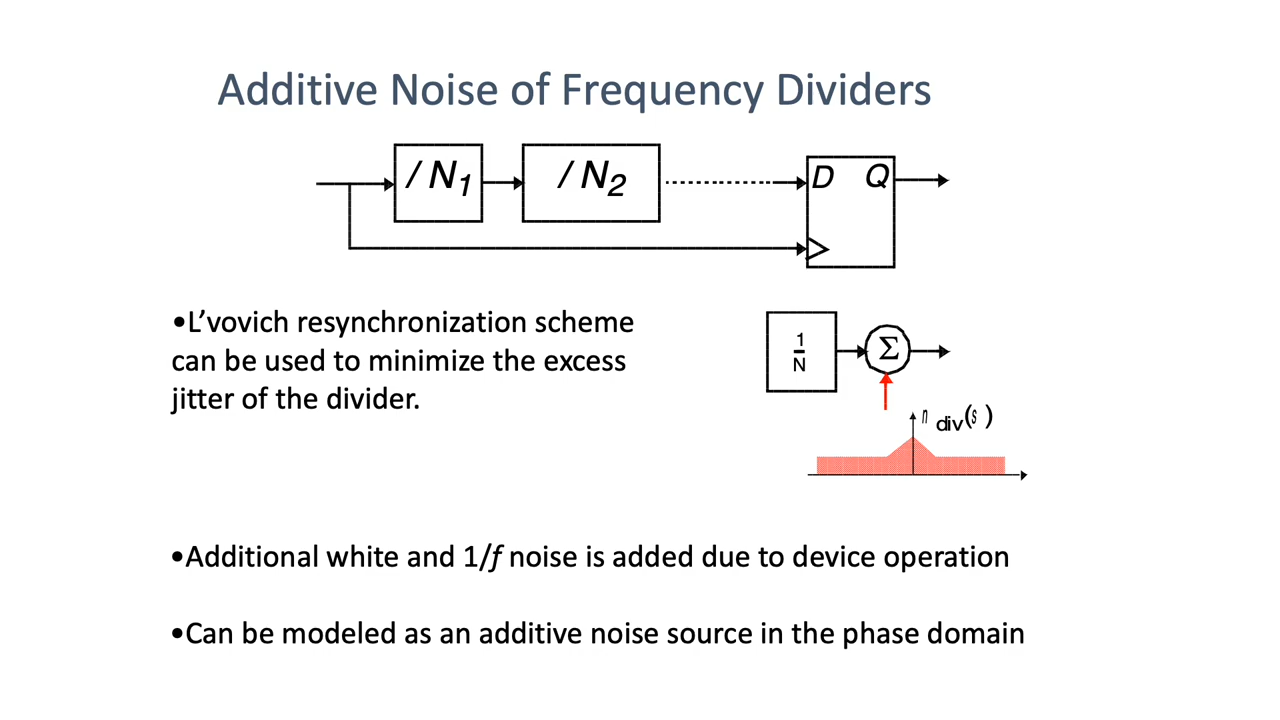 Additive Noise of Frequency Dividers
/ N1
/ N2
D Q
•L’vovich resynchronization scheme
can be used to minimize the excess
jitter of the divider.
1
N
Σ
n div(s)
•Additional white and 1/f noise is added due to device operation
•Can be modeled as an additive noise source in the phase domain